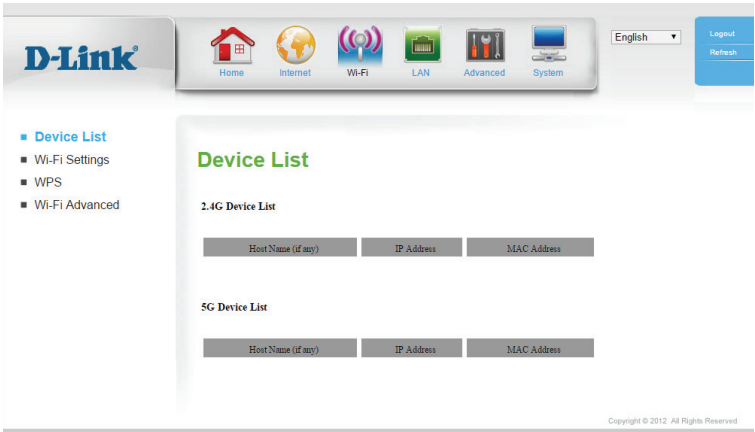 D-Link®
Home Internet Wi-Fi LAN Advanced System
English
Logout
Refresh
Device List
Wi-Fi Settings
WPS
Wi-Fi Advanced
Device List
2.4G Device List
Host Name (if any) IP Address MAC Address
5G Device List
Host Name (if any) IP Address MAC Address
Copyright © 2012 All Rights Reserved